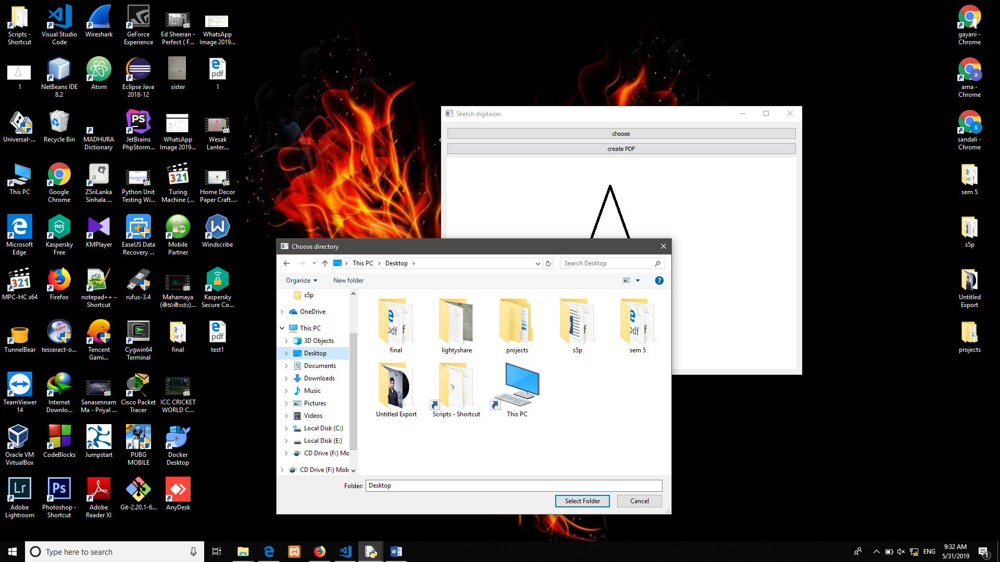 Scripts -
Shortcut
Visual Studio
Code
Wireshark
GeForce
Experience
Ed Sheeran -
Perfect ( F...
WhatsApp
Image 2019...
1
NetBeans IDE
8.2
Atom
Eclipse Java
2018-12
sister
pdf
1
Universal-...
Recycle Bin
MADHURA
Dictionary
PS
JetBrains
PhpStorm...
WhatsApp
Image 2019...
Wesak
Lanter...
This PC
Google
Chrome
ZSriLanka
Sinhala ...
Python Unit
Testing Wi...
321
Turing
Machine (...
Home Decor
Paper Craft...
Microsoft
Edge
FREE
Kaspersky
Free
KMPlayer
EaseUS Data
Recovery ...
Mobile
Partner
Windscribe
321
MPC-HC x64
Firefox
notepad++ -
Shortcut
rufus-3.4
Mahamaya
(මහමායා)...
Kaspersky
Secure Co...
TunnelBear
tesseract-o...
Tencent
Gami...
Cygwin64
Terminal
final
pdf
test1
TeamViewer
14
Internet
Downlo...
Sanasennam
Ma - Priyal ...
Cisco Packet
Tracer
ICC CRICKET
WORLD C...
Oracle VM
VirtualBox
CodeBlocks
Jumpstart
PUBG
MOBILE
Docker
Desktop
Lr
Adobe
Lightroom
Ps
Photoshop -
Shortcut
Adobe
Reader XI
Git-2.20.1-6...
AnyDesk
gayani -
Chrome
a
ama -
Chrome
s
sandali -
Chrome
sem 5
s5p
Untitled
Export
projects
Sketch digitaizer
choose
create PDF
Choose directory
This PC > Desktop >
Search Desktop
Organize
New folder
s5p
OneDrive
This PC
3D Objects
Desktop
Documents
Downloads
Music
Pictures
Videos
Local Disk (C:)
Local Disk (E:)
CD Drive (F:) Mo
CD Drive (F:) Mob
final
lightyshare
projects
s5p
sem 5
Untitled Export
Scripts - Shortcut
This PC
Folder:
Desktop
Select Folder
Cancel
Type here to search
ENG
9:32 AM
5/31/2019
1